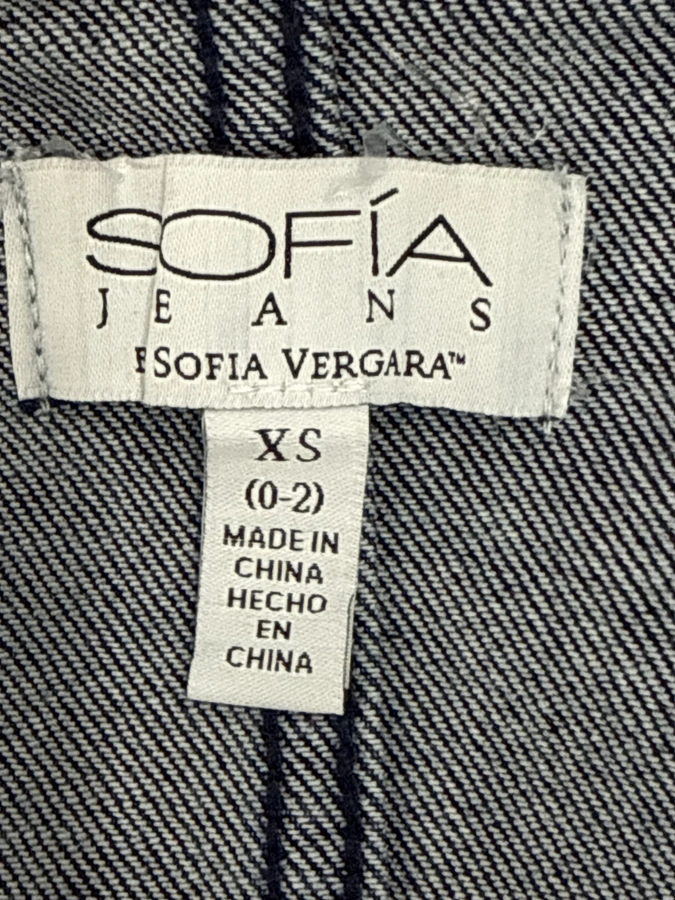 SOFÍA
JEANS
SOFIA VERGARA™
XS
(0-2)
MADE IN
CHINA
HECHO
EN
CHINA